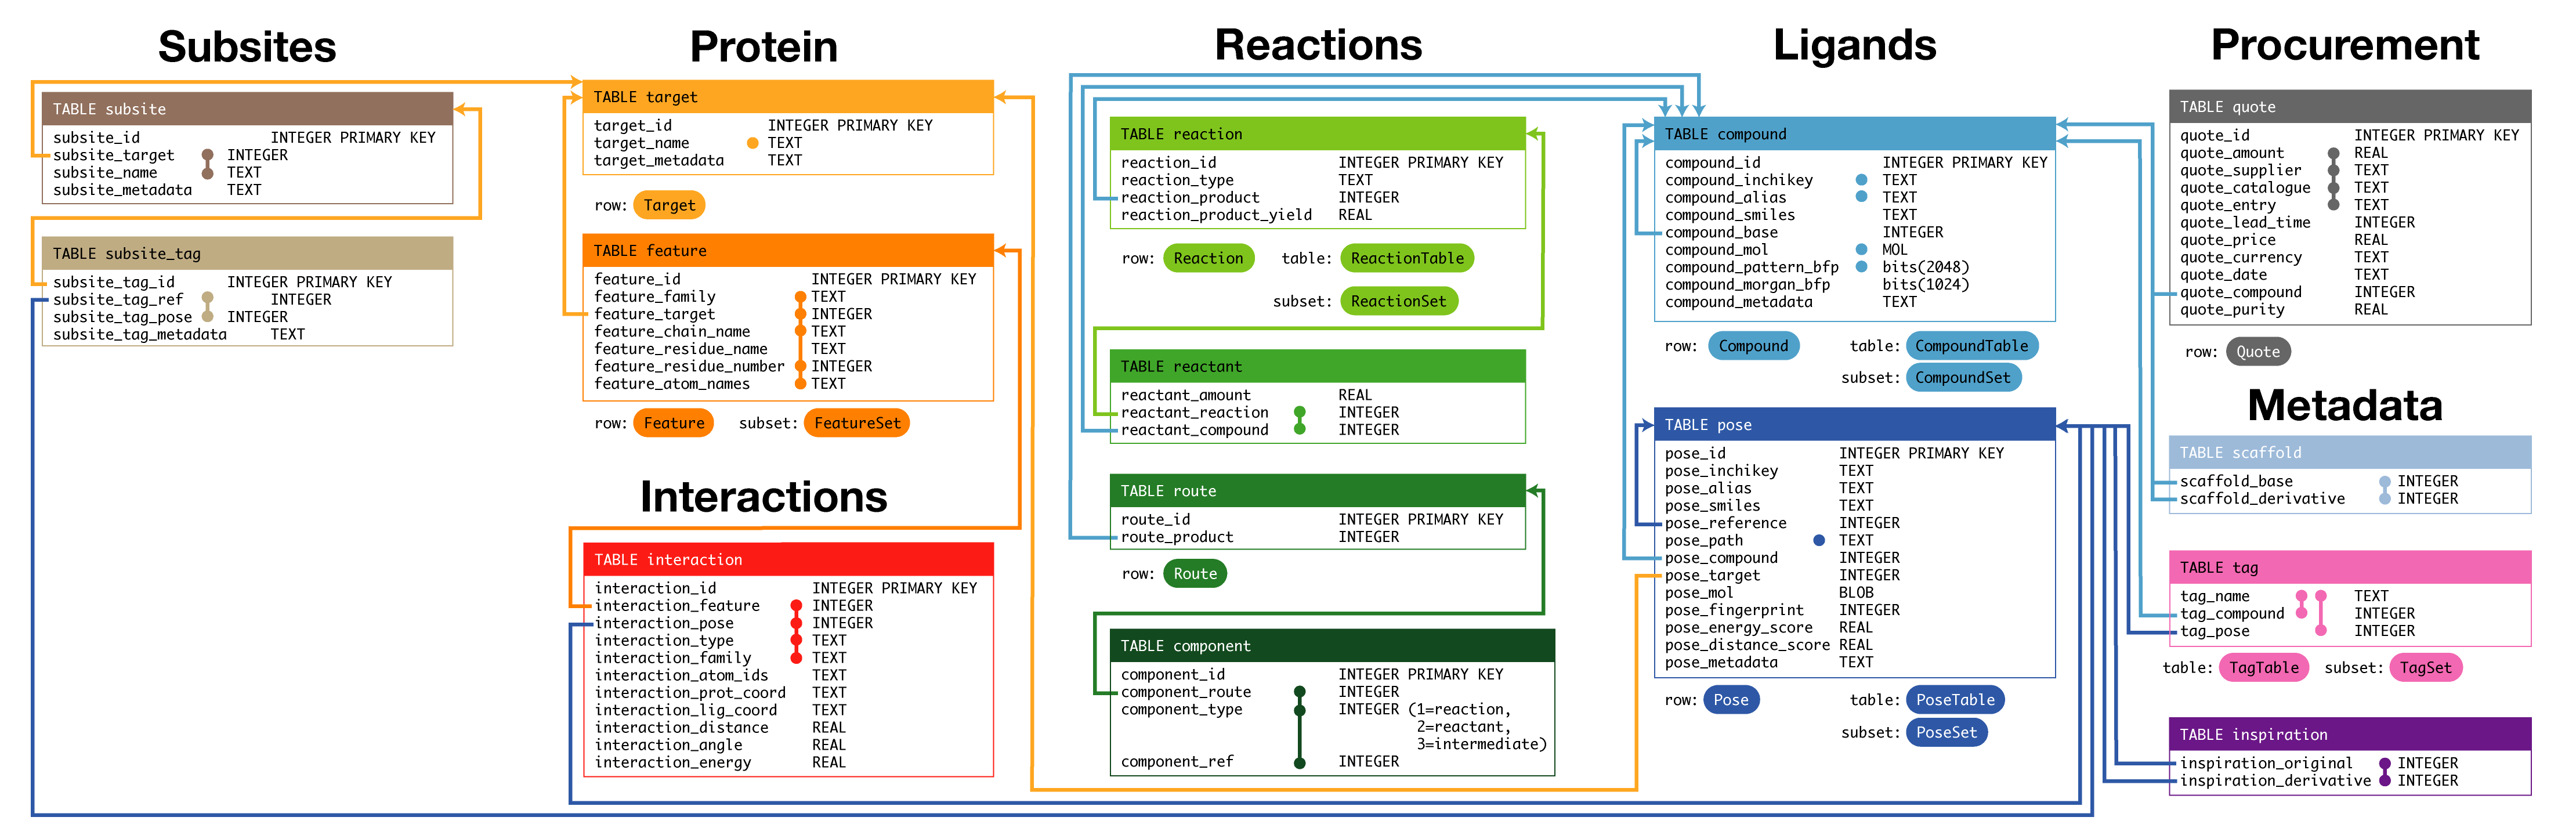 Subsites
TABLE subsite
subsite_id INTEGER PRIMARY KEY
subsite_target INTEGER
subsite_name TEXT
subsite_metadata TEXT
TABLE subsite_tag
subsite_tag_id INTEGER PRIMARY KEY
subsite_tag_ref INTEGER
subsite_tag_pose INTEGER
subsite_tag_metadata TEXT
Protein
TABLE target
target_id INTEGER PRIMARY KEY
target_name TEXT
target_metadata TEXT
row: Target
TABLE feature
feature_id INTEGER PRIMARY KEY
feature_family TEXT
feature_target INTEGER
feature_chain_name TEXT
feature_residue_name TEXT
feature_residue_number INTEGER
feature_atom_names TEXT
row: Feature subset: FeatureSet
Interactions
TABLE interaction
interaction_id INTEGER PRIMARY KEY
interaction_feature INTEGER
interaction_pose INTEGER
interaction_type TEXT
interaction_family TEXT
interaction_atom_ids TEXT
interaction_prot_coord TEXT
interaction_lig_coord TEXT
interaction_distance REAL
interaction_angle REAL
interaction_energy REAL
Reactions
TABLE reaction
reaction_id INTEGER PRIMARY KEY
reaction_type TEXT
reaction_product INTEGER
reaction_product_yield REAL
row: Reaction table: ReactionTable
subset: ReactionSet
TABLE reactant
reactant_amount REAL
reactant_reaction INTEGER
reactant_compound INTEGER
TABLE route
route_id INTEGER PRIMARY KEY
route_product INTEGER
row: Route
TABLE component
component_id INTEGER PRIMARY KEY
component_route INTEGER
component_type INTEGER (1=reaction,
2=reactant,
3=intermediate)
component_ref INTEGER
Ligands
TABLE compound
compound_id INTEGER PRIMARY KEY
compound_inchikey TEXT
compound_alias TEXT
compound_smiles TEXT
compound_base INTEGER
compound_mol MOL
compound_pattern_bfp bits(2048)
compound_morgan_bfp bits(1024)
compound_metadata TEXT
row: Compound table: CompoundTable
subset: CompoundSet
TABLE pose
pose_id INTEGER PRIMARY KEY
pose_inchikey TEXT
pose_alias TEXT
pose_smiles TEXT
pose_reference INTEGER
pose_path TEXT
pose_compound INTEGER
pose_target INTEGER
pose_mol BLOB
pose_fingerprint INTEGER
pose_energy_score REAL
pose_distance_score REAL
pose_metadata TEXT
row: Pose table: PoseTable
subset: PoseSet
Procurement
TABLE quote
quote_id INTEGER PRIMARY KEY
quote_amount REAL
quote_supplier TEXT
quote_catalogue TEXT
quote_entry TEXT
quote_lead_time INTEGER
quote_price REAL
quote_currency TEXT
quote_date TEXT
quote_compound INTEGER
quote_purity REAL
row: Quote
Metadata
TABLE scaffold
scaffold_base INTEGER
scaffold_derivative INTEGER
TABLE tag
tag_name TEXT
tag_compound INTEGER
tag_pose INTEGER
table: TagTable subset: TagSet
TABLE inspiration
inspiration_original INTEGER
inspiration_derivative INTEGER